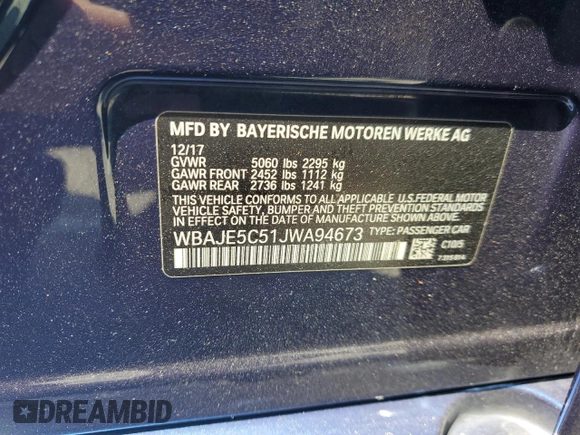 MFD BY BAYERISCHE MOTOREN WERKE AG
12/17
GVWR 5060 lbs 2295 kg
GAWR FRONT 2452 lbs 1112 kg
GAWR REAR 2736 lbs 1241 kg
THIS VEHICLE CONFORMS TO ALL APPLICABLE U.S.FEDERAL MOTOR
VEHICLE SAFETY, BUMPER AND THEFT PREVENTION STANDARDS
IN EFFECT ON THE DATE OF MANUFACTURE SHOWN ABOVE.
WBAJE5C51JWA94673 TYPE: PASSENGER CAR
C10/5
DREAMBID